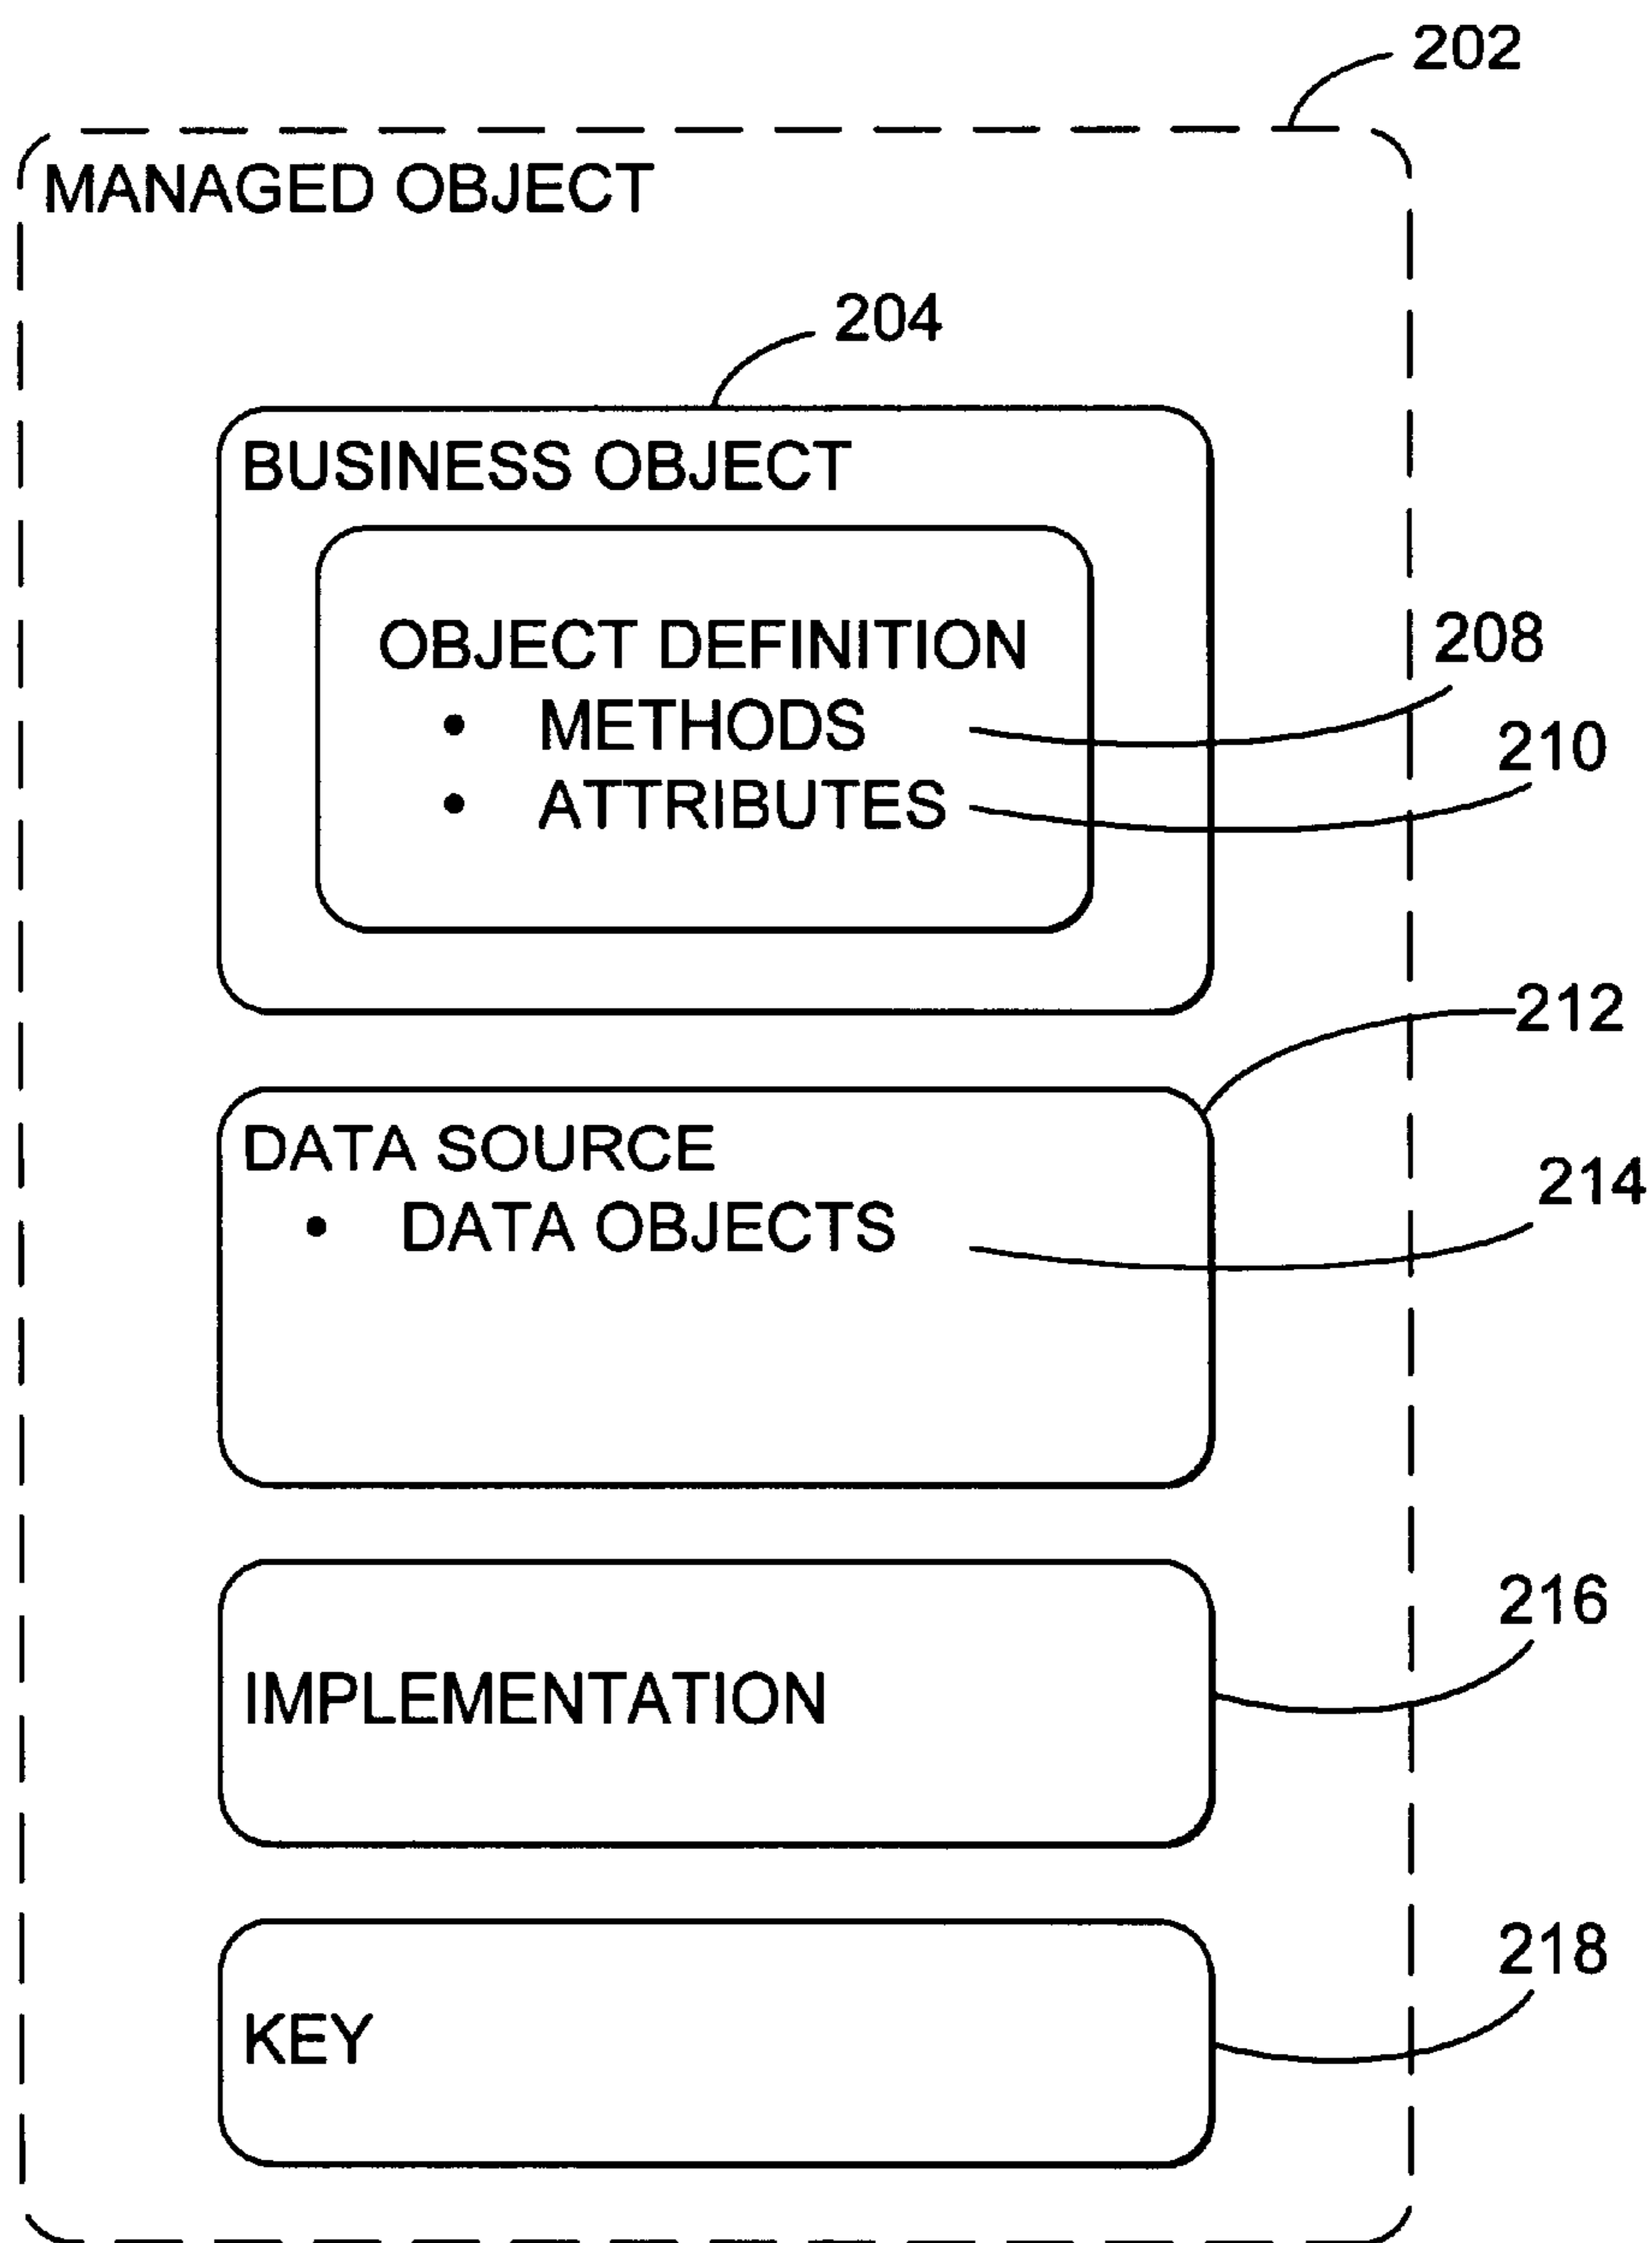 202
MANAGED OBJECT
204
BUSINESS OBJECT
OBJECT DEFINITION
208
• METHODS
210
• ATTRIBUTES
212
DATA SOURCE
214
• DATA OBJECTS
216
IMPLEMENTATION
218
KEY